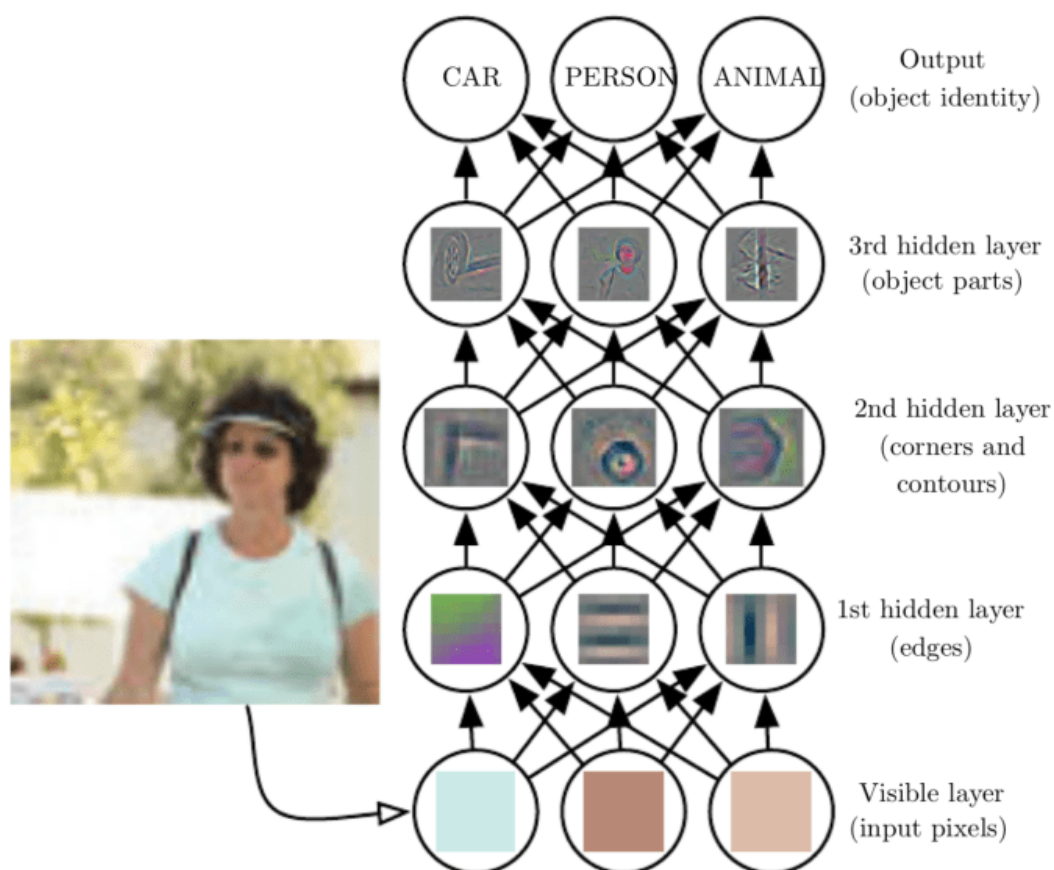 CAR
PERSON
ANIMAL
Output
(object identity)
3rd hidden layer
(object parts)
2nd hidden layer
(corners and
contours)
1st hidden layer
(edges)
Visible layer
(input pixels)